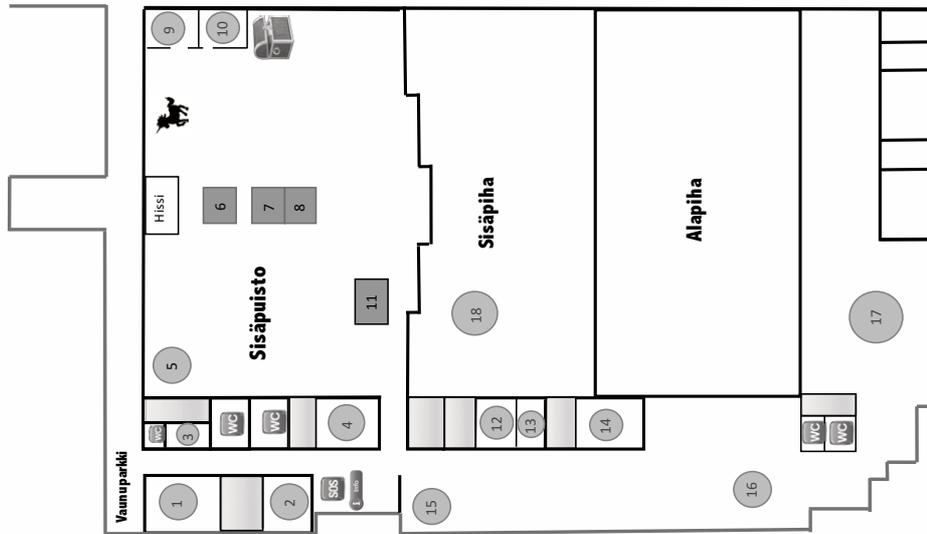 9
10
Hissi
6
7
8
Sisäpuisto
11
5
Sisäpiha
18
Alapiha
17
Vaunuparkki
WC
3
WC
WC
4
12
13
14
WC
WC
1
2
SOS
i Info
15
16